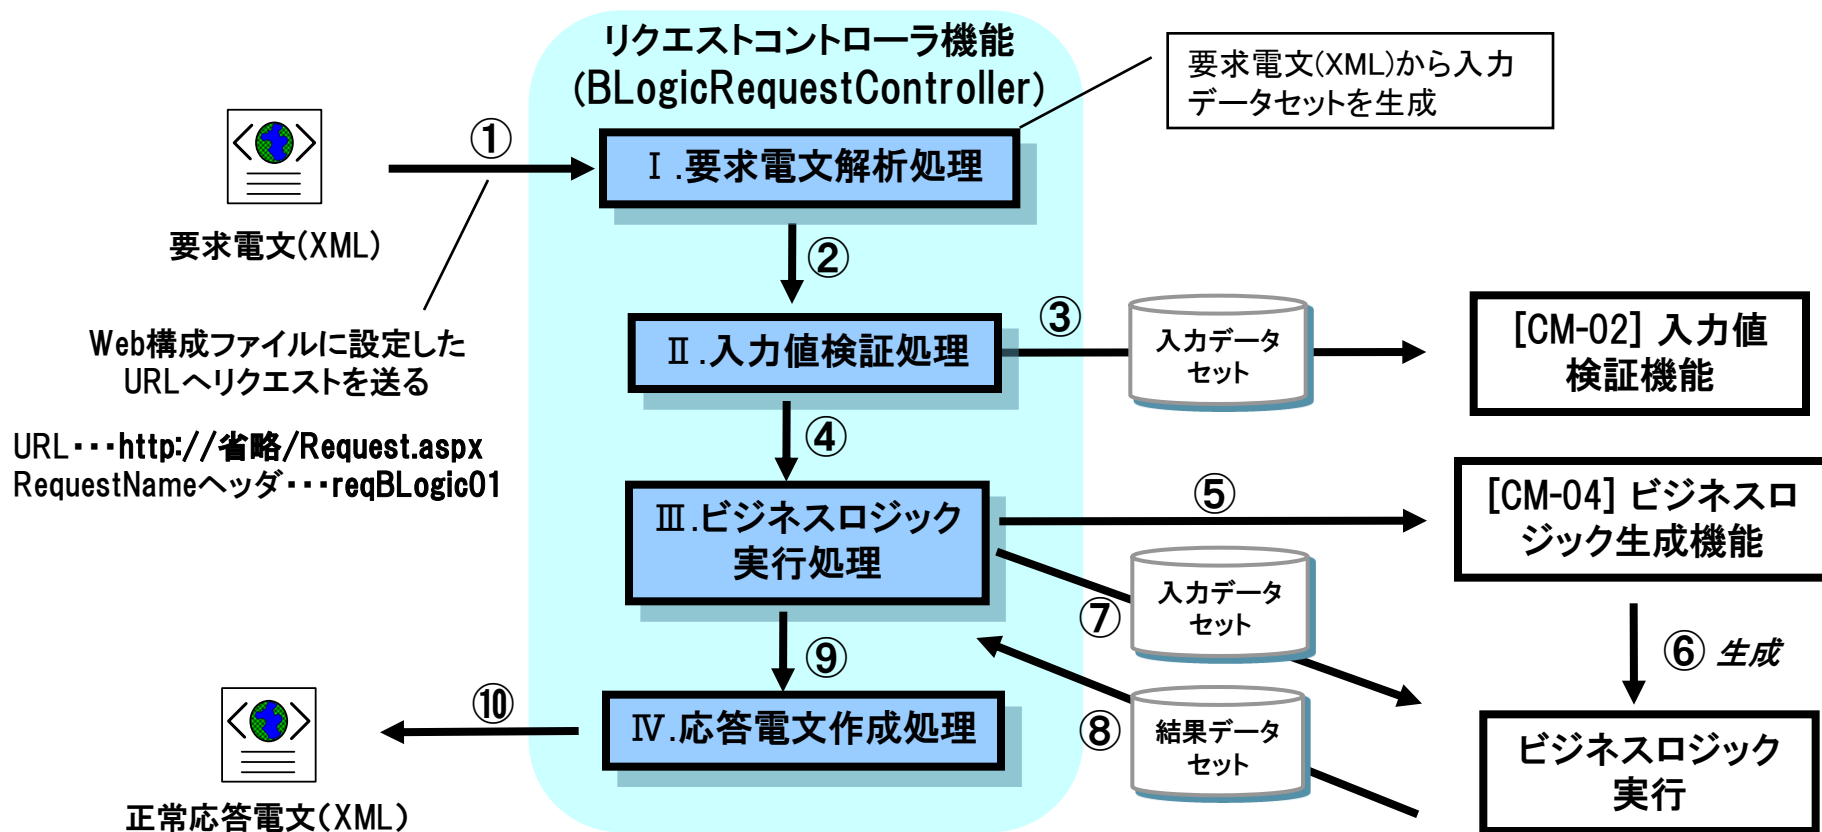 リクエストコントローラ機能
(BLogicRequestController)
要求電文(XML)から入力
データセットを生成
①
Ⅰ.要求電文解析処理
要求電文(XML)
②
Web構成ファイルに設定した
URLへリクエストを送る
③
入力データ
セット
[CM-02] 入力値
検証機能
Ⅱ.入力値検証処理
④
URL・・・http://省略/Request.aspx
RequestNameヘッダ・・・reqBLogic01
⑤
[CM-04] ビジネスロ
ジック生成機能
Ⅲ.ビジネスロジック
実行処理
⑦
入力データ
セット
⑥ 生成
⑨
⑩
Ⅳ.応答電文作成処理
⑧
結果データ
セット
ビジネスロジック
実行
正常応答電文(XML)